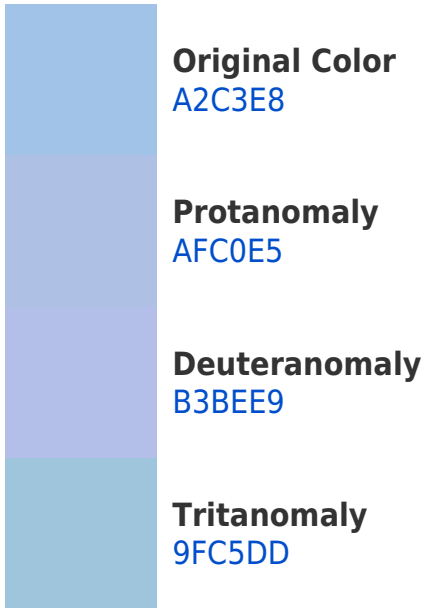 Original Color
A2C3E8
Protanomaly
AFC0E5
Deuteranomaly
B3BEE9
Tritanomaly
9FC5DD